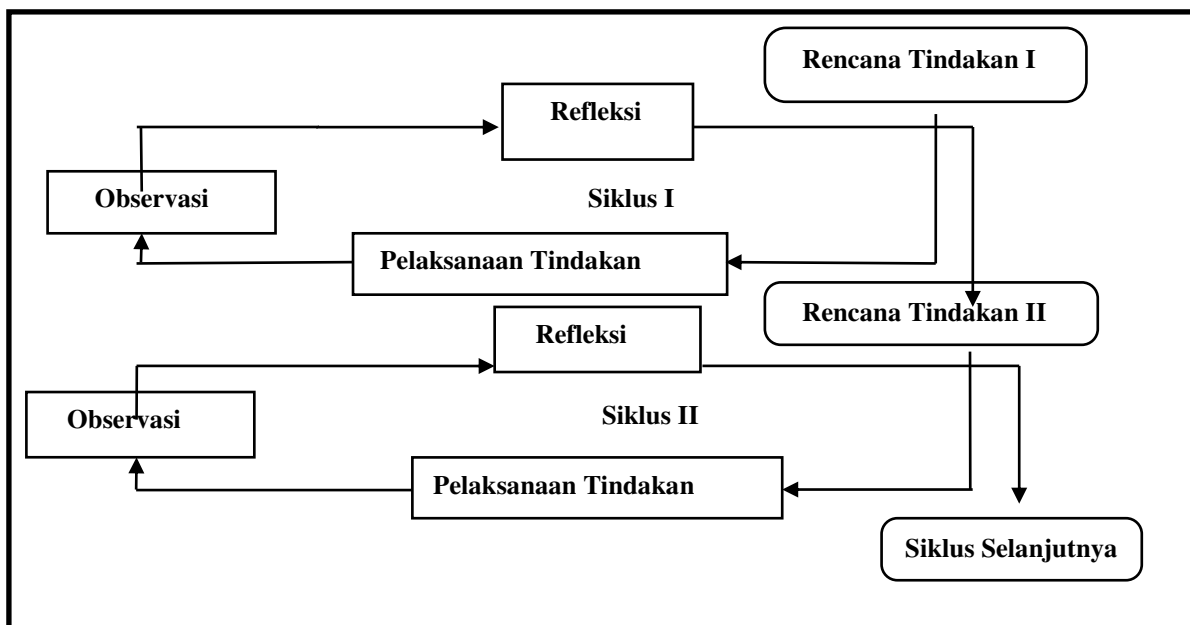 Rencana Tindakan I
Refleksi
Observasi
Siklus I
Pelaksanaan Tindakan
Rencana Tindakan II
Refleksi
Observasi
Siklus II
Pelaksanaan Tindakan
Siklus Selanjutnya